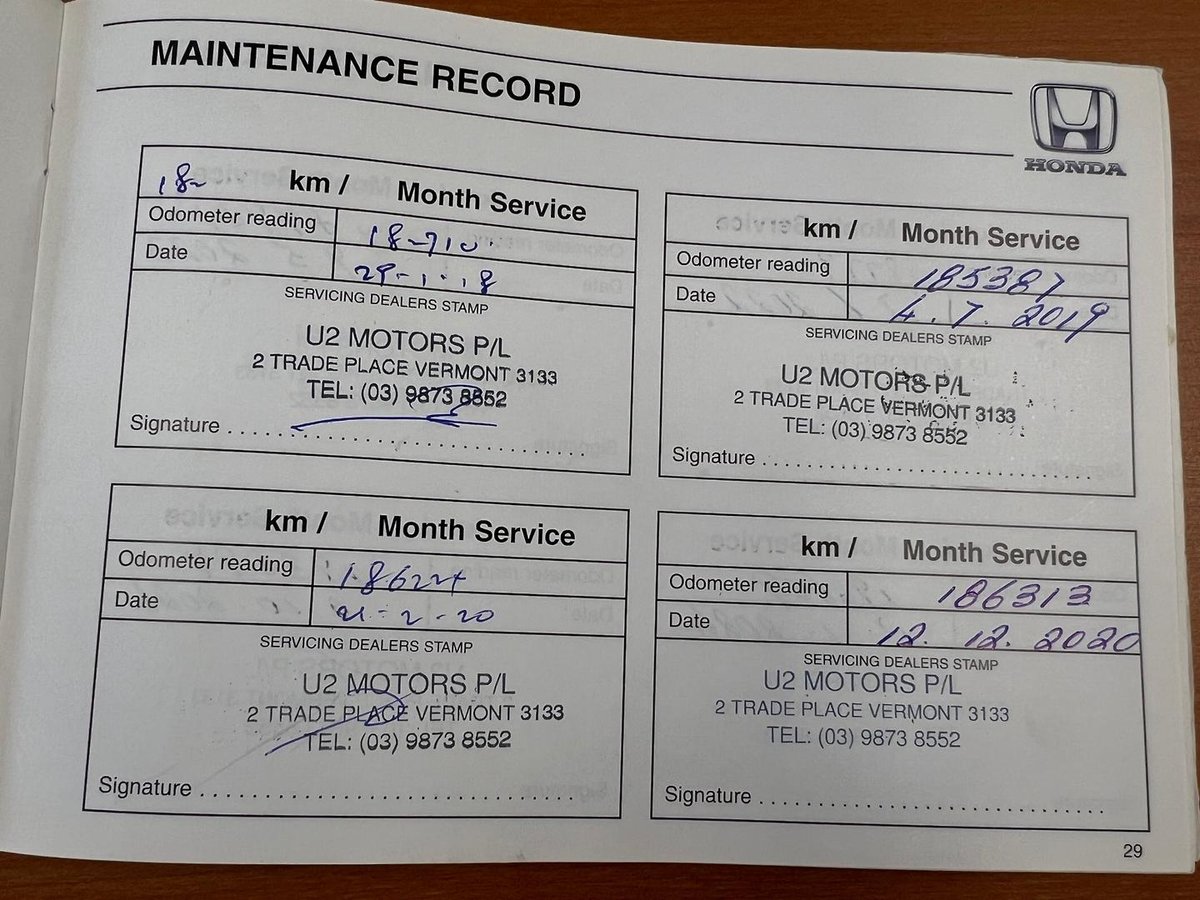 MAINTENANCE RECORD
HONDA
18- km / Month Service
Odometer reading 18-710
Date 29-1-18
SERVICING DEALERS STAMP
U2 MOTORS P/L
2 TRADE PLACE VERMONT 3133
TEL: (03) 9873 8552
Signature
km / Month Service
Odometer reading 185387
Date 4.7.2019
SERVICING DEALERS STAMP
U2 MOTORS P/L
2 TRADE PLACE VERMONT 3133
TEL: (03) 9873 8552
Signature
km / Month Service
Odometer reading 186224
Date 21-2-20
SERVICING DEALERS STAMP
U2 MOTORS P/L
2 TRADE PLACE VERMONT 3133
TEL: (03) 9873 8552
Signature
km / Month Service
Odometer reading 186313
Date 12.12.2020
SERVICING DEALERS STAMP
U2 MOTORS P/L
2 TRADE PLACE VERMONT 3133
TEL: (03) 9873 8552
Signature
29